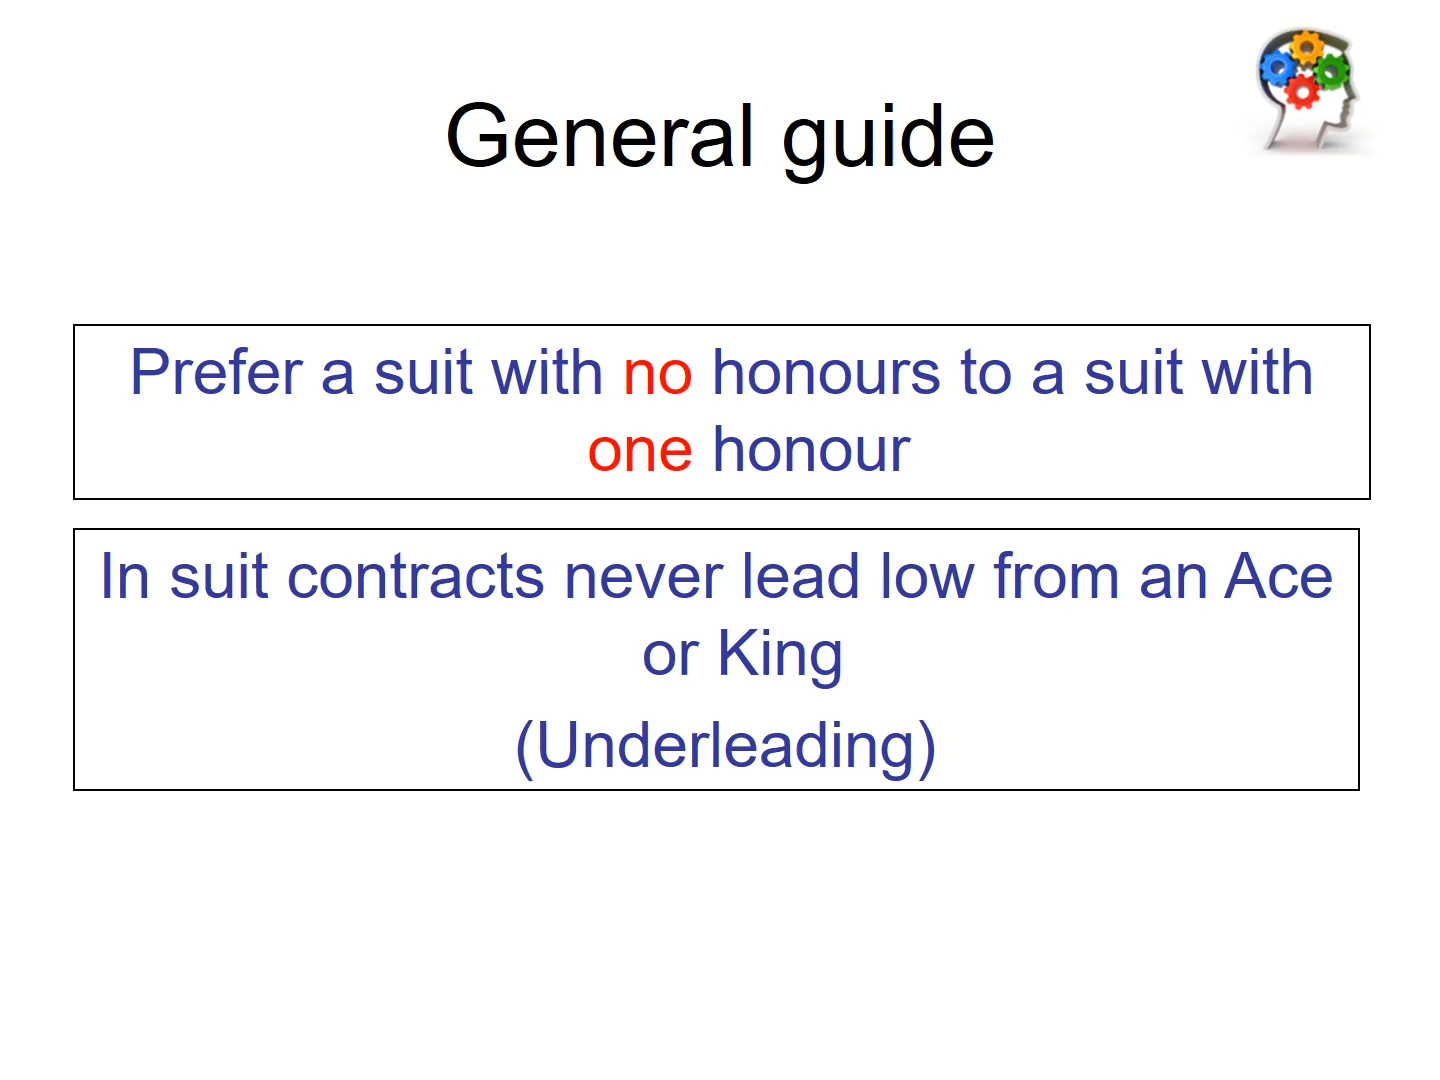 General guide
Prefer a suit with no honours to a suit with
one honour
In suit contracts never lead low from an Ace
or King
(Underleading)